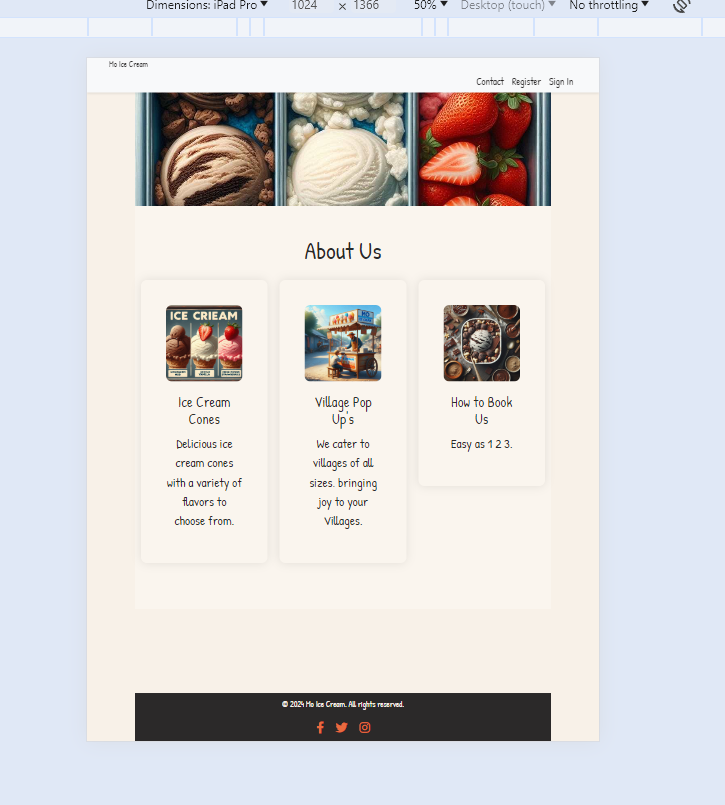 Dimensions: iPad Pro 1024 × 1366 50% Desktop (touch) No throttling
Mo Ice Cream
Contact Register Sign In
About Us
ICE CRIEAM
Ice Cream
Cones
Delicious ice
cream cones
with a variety of
flavors to
choose from.
Village Pop
Up's
We cater to
villages of all
sizes. bringing
joy to your
Villages.
How to Book
Us
Easy as 1 2 3.
© 2024 Mo Ice Cream. All rights reserved.